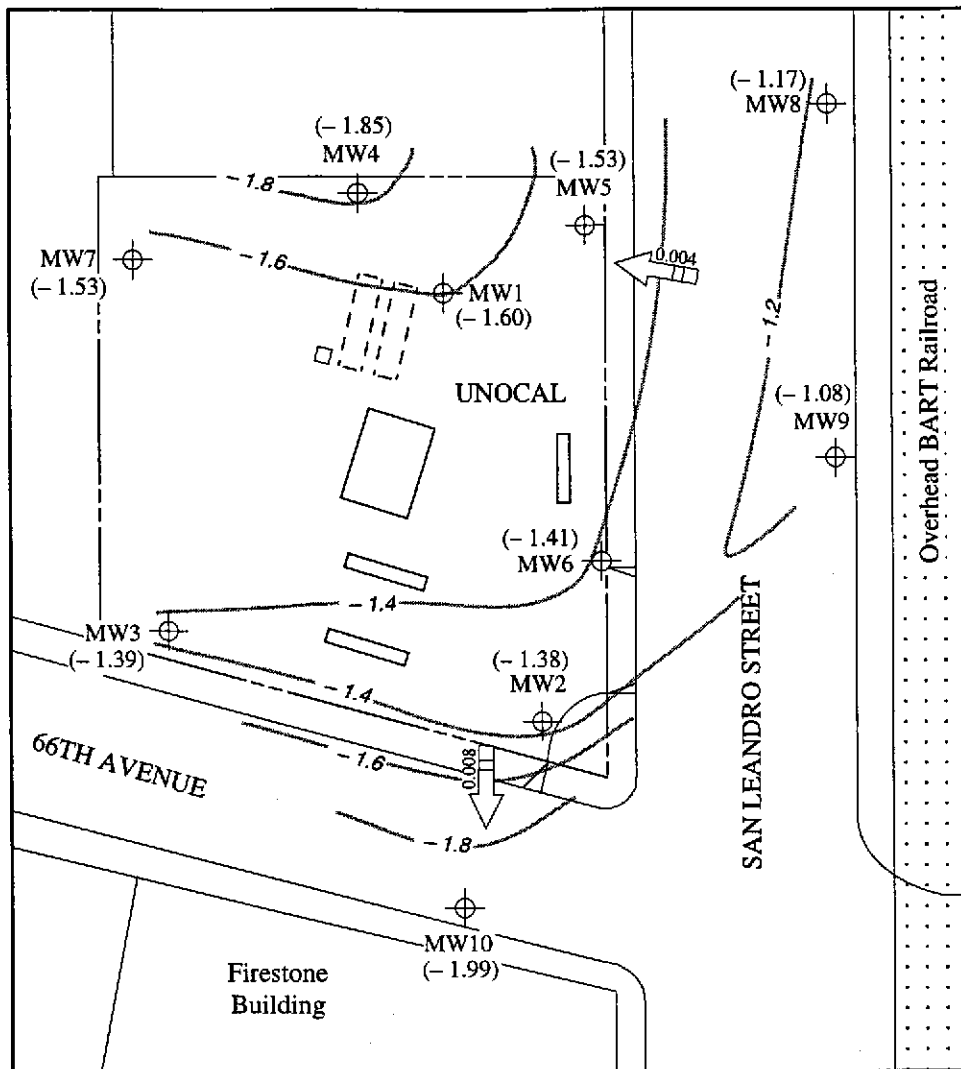 (– 1.17)
MW8
(– 1.85)
MW4
(– 1.53)
MW5
– 1.8
MW7
(– 1.53)
– 1.6
0.004
MW1
(– 1.60)
– 1.2
UNOCAL
(– 1.08)
MW9
Overhead BART Railroad
(– 1.41)
MW6
– 1.4
MW3
(– 1.39)
(– 1.38)
MW2
– 1.4
SAN LEANDRO STREET
66TH AVENUE
– 1.6
0.008
– 1.8
MW10
(– 1.99)
Firestone
Building